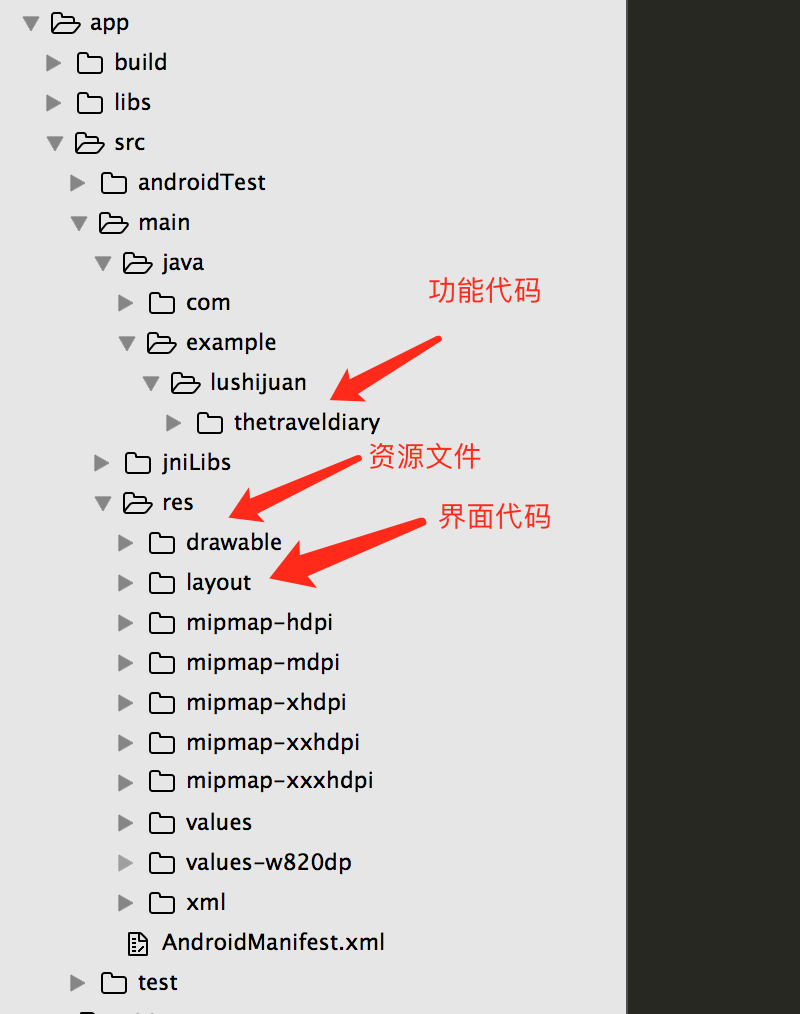 app
build
libs
src
androidTest
main
java
功能代码
com
example
lushijuan
thetraveldiary
资源文件
jniLibs
res
界面代码
drawable
layout
mipmap-hdpi
mipmap-mdpi
mipmap-xhdpi
mipmap-xxhdpi
mipmap-xxxhdpi
values
values-w820dp
xml
AndroidManifest.xml
test